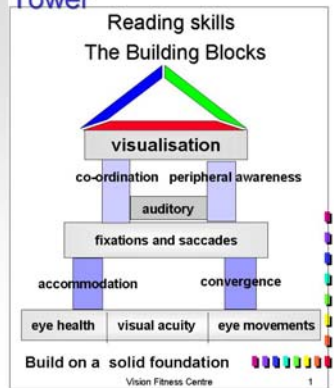 Tower
Reading skills
The Building Blocks
visualisation
co-ordination peripheral awareness
auditory
fixations and saccades
accommodation convergence
eye health visual acuity eye movements
Build on a solid foundation
Vision Fitness Centre 1